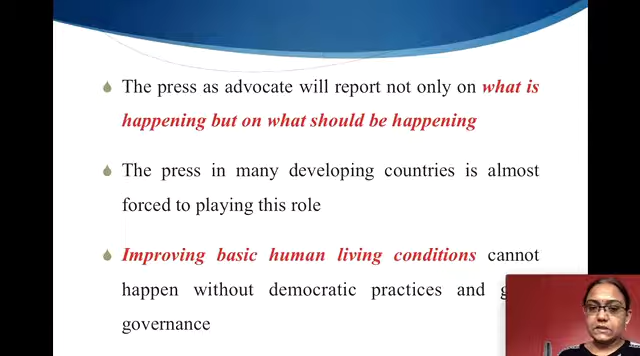 The press as advocate will report not only on what is
happening but on what should be happening
The press in many developing countries is almost
forced to playing this role
Improving basic human living conditions cannot
happen without democratic practices and
governance